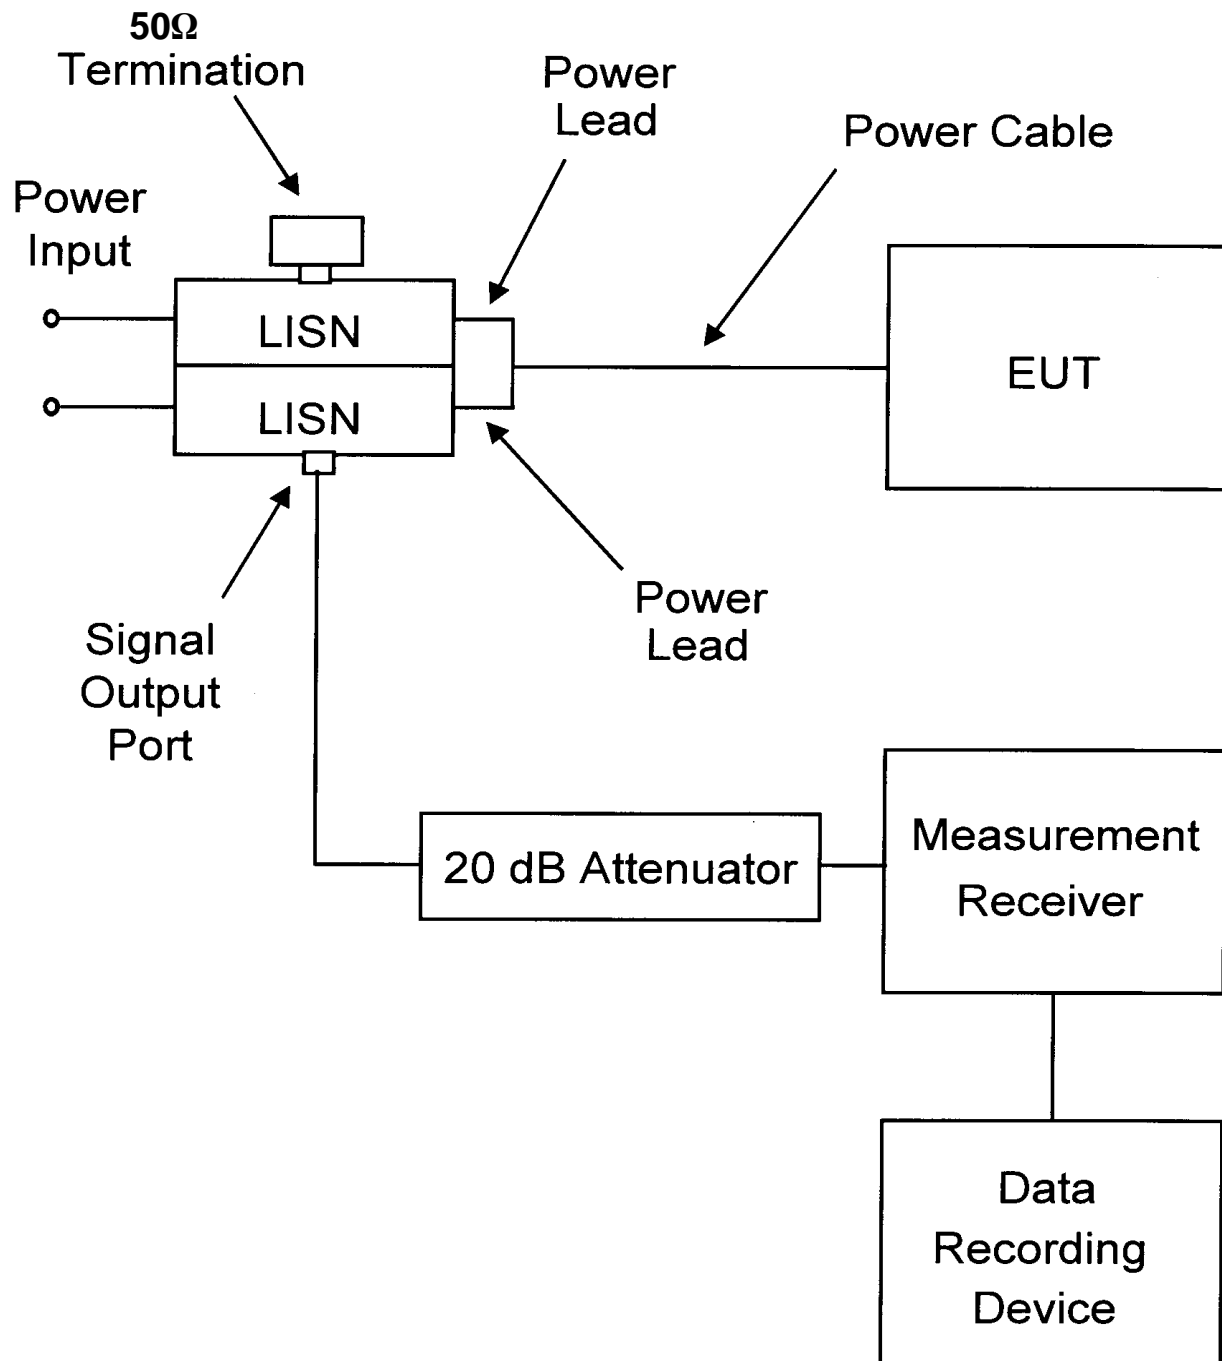 50Ω
Termination
Power
Lead
Power Cable
Power
Input
LISN
LISN
EUT
Power
Lead
Signal
Output
Port
20 dB Attenuator
Measurement
Receiver
Data
Recording
Device